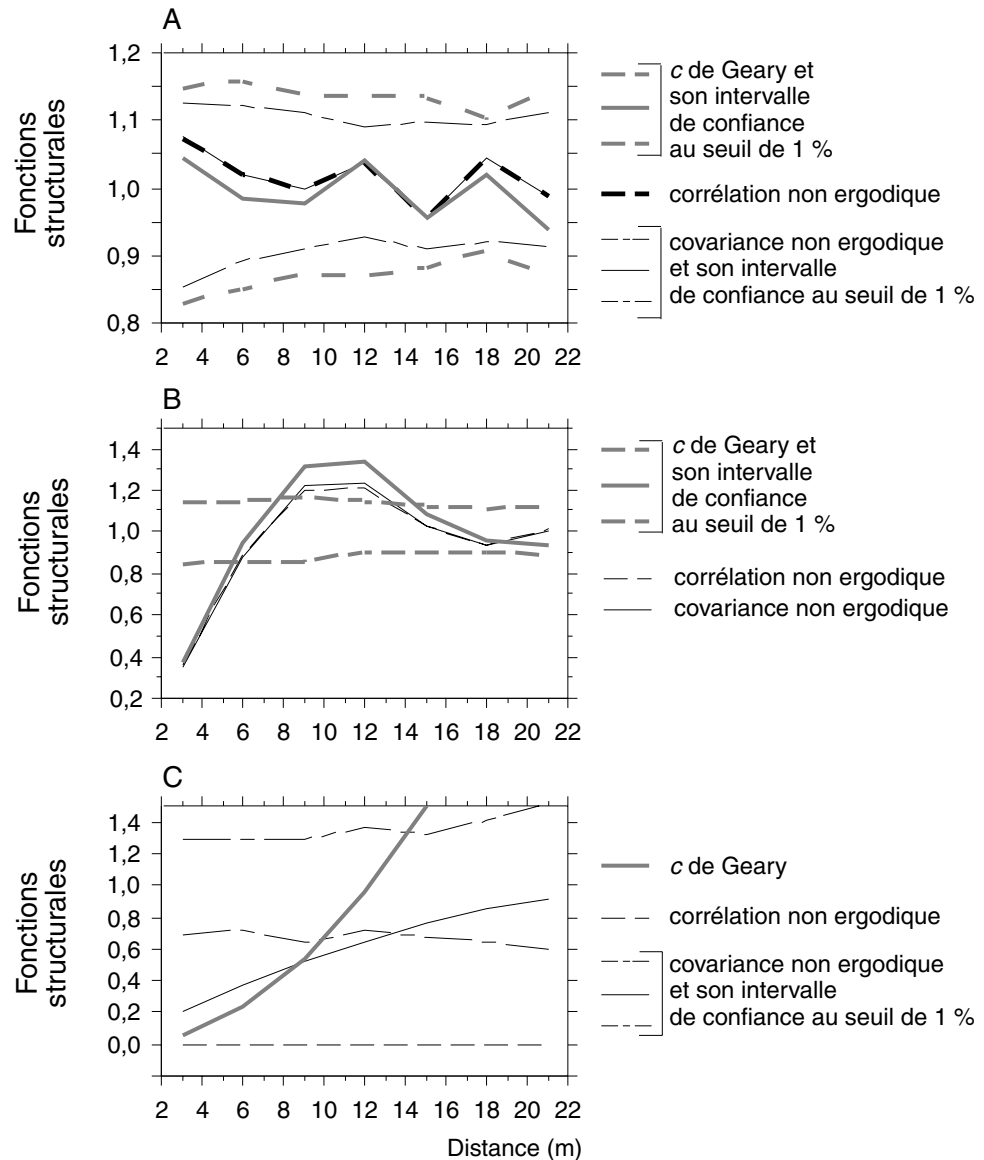 A
Fonctions
structurales
1,2
1,1
1,0
0,9
0,8
2 4 6 8 10 12 14 16 18 20 22
c de Geary et
son intervalle
de confiance
au seuil de 1 %
corrélation non ergodique
covariance non ergodique
et son intervalle
de confiance au seuil de 1 %
B
Fonctions
structurales
1,4
1,2
1,0
0,8
0,6
0,4
0,2
2 4 6 8 10 12 14 16 18 20 22
c de Geary et
son intervalle
de confiance
au seuil de 1 %
corrélation non ergodique
covariance non ergodique
C
Fonctions
structurales
1,4
1,2
1,0
0,8
0,6
0,4
0,2
0,0
2 4 6 8 10 12 14 16 18 20 22
Distance (m)
c de Geary
corrélation non ergodique
covariance non ergodique
et son intervalle
de confiance au seuil de 1 %